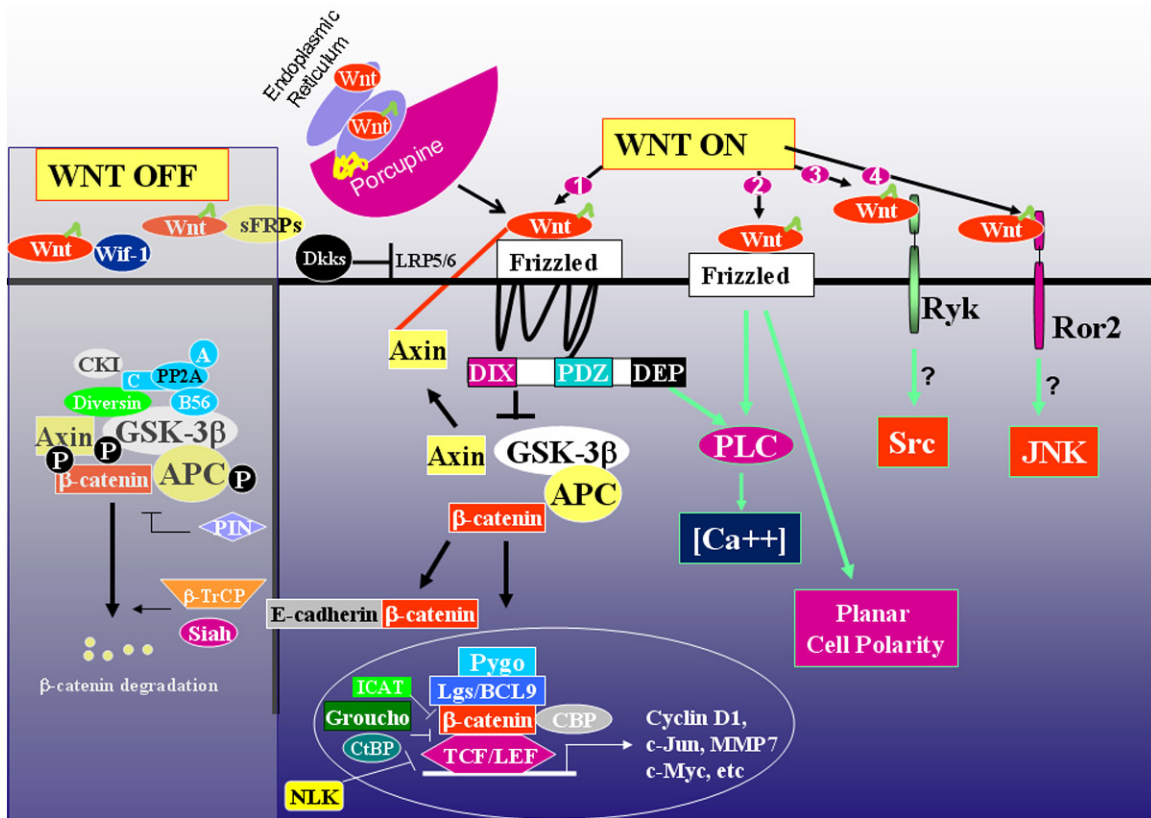 Endoplasmic
Reticulum
Wnt
Wnt
Porcupine
WNT OFF
WNT ON
1
2
3
4
Wnt
sFRPs
Wnt
Wif-1
Dkks
LRP5/6
Wnt
Frizzled
Wnt
Frizzled
Wnt
Ryk
Wnt
Ror2
CKI
A
C
PP2A
Diversin
B56
Axin
GSK-3β
P
P
β-catenin
APC
P
PIN
β-TrCP
Siah
β-catenin degradation
Axin
DIX
PDZ
DEP
Axin
GSK-3β
APC
β-catenin
E-cadherin
β-catenin
PLC
[Ca++]
?
Src
?
JNK
Planar
Cell Polarity
Pygo
ICAT
Lgs/BCL9
Groucho
β-catenin
CBP
CtBP
TCF/LEF
NLK
Cyclin D1,
c-Jun, MMP7
c-Myc, etc